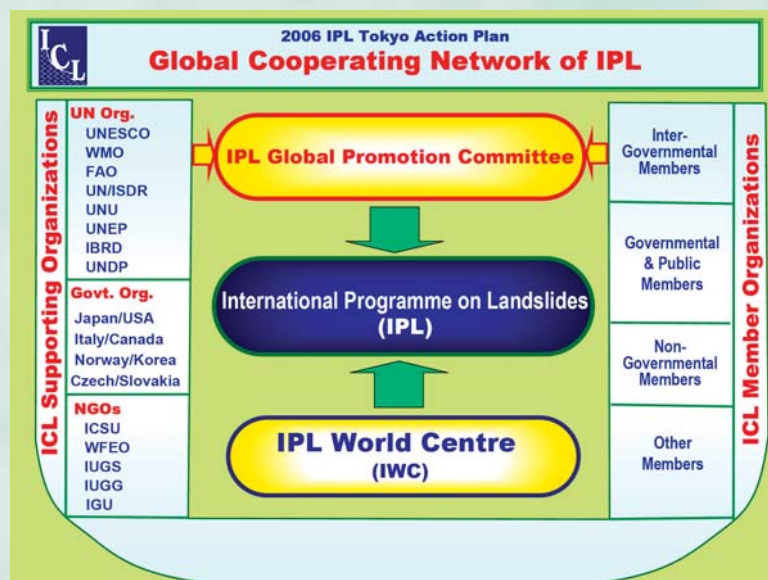 ICL
2006 IPL Tokyo Action Plan
Global Cooperating Network of IPL
ICL Supporting Organizations
UN Org.
UNESCO
WMO
FAO
UN/ISDR
UNU
UNEP
IBRD
UNDP
Govt. Org.
Japan/USA
Italy/Canada
Norway/Korea
Czech/Slovakia
NGOs
ICSU
WFEO
IUGS
IUGG
IGU
IPL Global Promotion Committee
International Programme on Landslides
(IPL)
IPL World Centre
(IWC)
Inter-
Governmental
Members
Governmental
& Public
Members
Non-
Governmental
Members
Other
Members
ICL Member Organizations